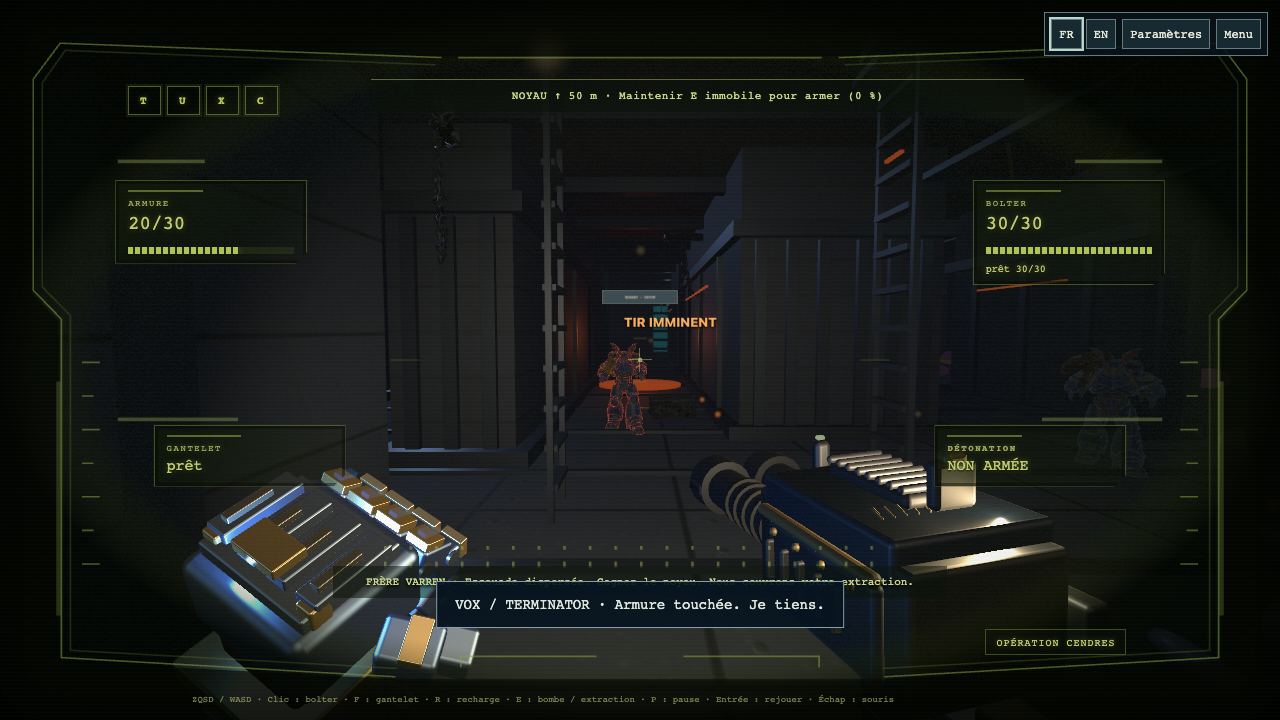 FR EN Paramètres Menu
T U X C
NOYAU ↑ 50 m · Maintenir E immobile pour armer (0 %)
ARMURE
20/30
BOLTER
30/30
prêt 30/30
TIR IMMINENT
GANTELET
prêt
DÉTONATION
NON ARMÉE
FRÈRE VARREN extraction.
VOX / TERMINATOR · Armure touchée. Je tiens.
OPÉRATION CENDRES
ZQSD / WASD · Clic : bolter · F : gantelet · R : recharge · E : bombe / extraction · P : pause · Entrée : rejouer · Échap : souris